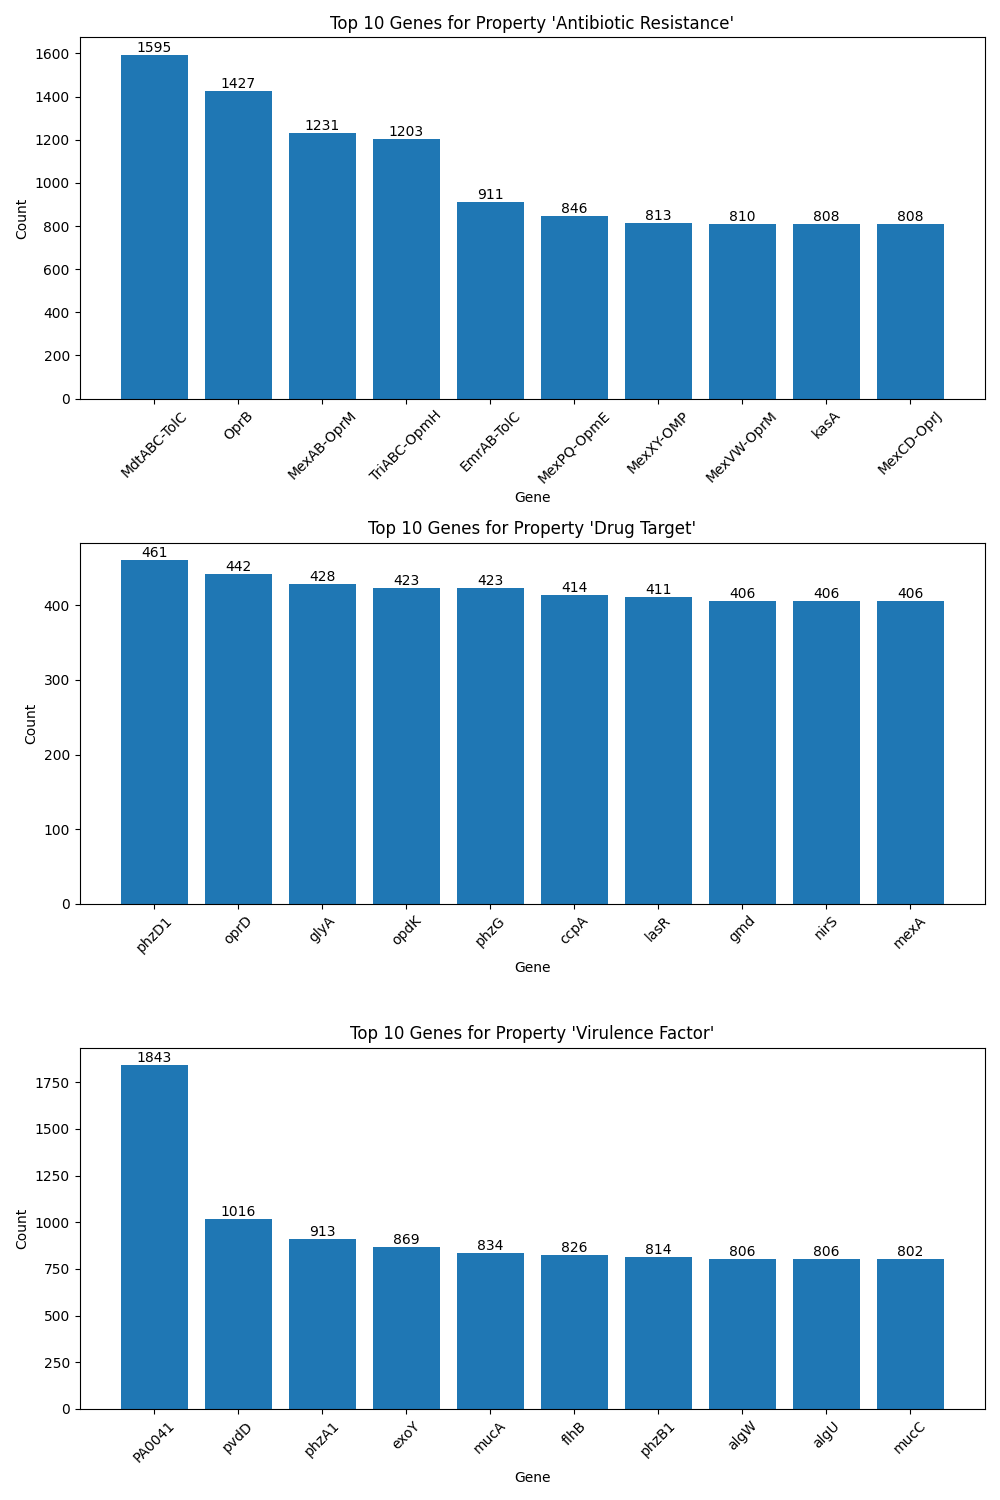 Top 10 Genes for Property 'Antibiotic Resistance'
1600
1400
1200
1000
800
600
400
200
0
Count
1595
1427
1231
1203
911
846
813
810
808
808
MdtABC-TolC
OprB
MexAB-OprM
TriABC-OpmH
EmrAB-TolC
MexPQ-OpmE
MexXY-OMP
MexVW-OprM
kasA
MexCD-OprJ
Gene
Top 10 Genes for Property 'Drug Target'
400
300
200
100
0
Count
461
442
428
423
423
414
411
406
406
406
phzD1
oprD
glyA
opdK
phzG
ccpA
lasR
gmd
nirS
mexA
Gene
Top 10 Genes for Property 'Virulence Factor'
1750
1500
1250
1000
750
500
250
0
Count
1843
1016
913
869
834
826
814
806
806
802
PA0041
pvdD
phzA1
exoY
mucA
flhB
phzB1
algW
algU
mucC
Gene